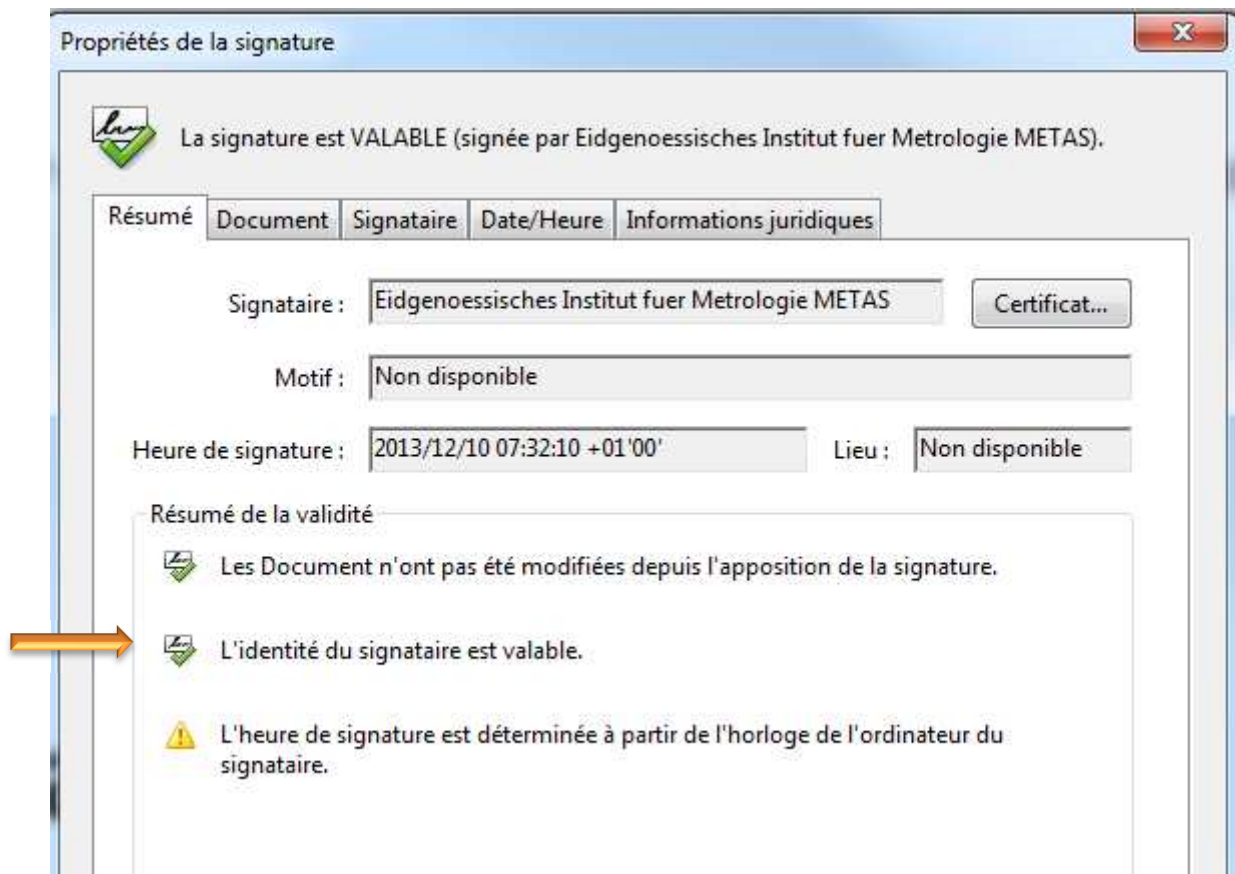 Propriétés de la signature
La signature est VALABLE (signée par Eidgenoessisches Institut fuer Metrologie METAS).
Résumé Document Signataire Date/Heure Informations juridiques
Signataire : Eidgenoessisches Institut fuer Metrologie METAS Certificat...
Motif : Non disponible
Heure de signature : 2013/12/10 07:32:10 +01'00' Lieu : Non disponible
Résumé de la validité
Les Document n'ont pas été modifiées depuis l'apposition de la signature.
L'identité du signataire est valable.
L'heure de signature est déterminée à partir de l'horloge de l'ordinateur du
signataire.